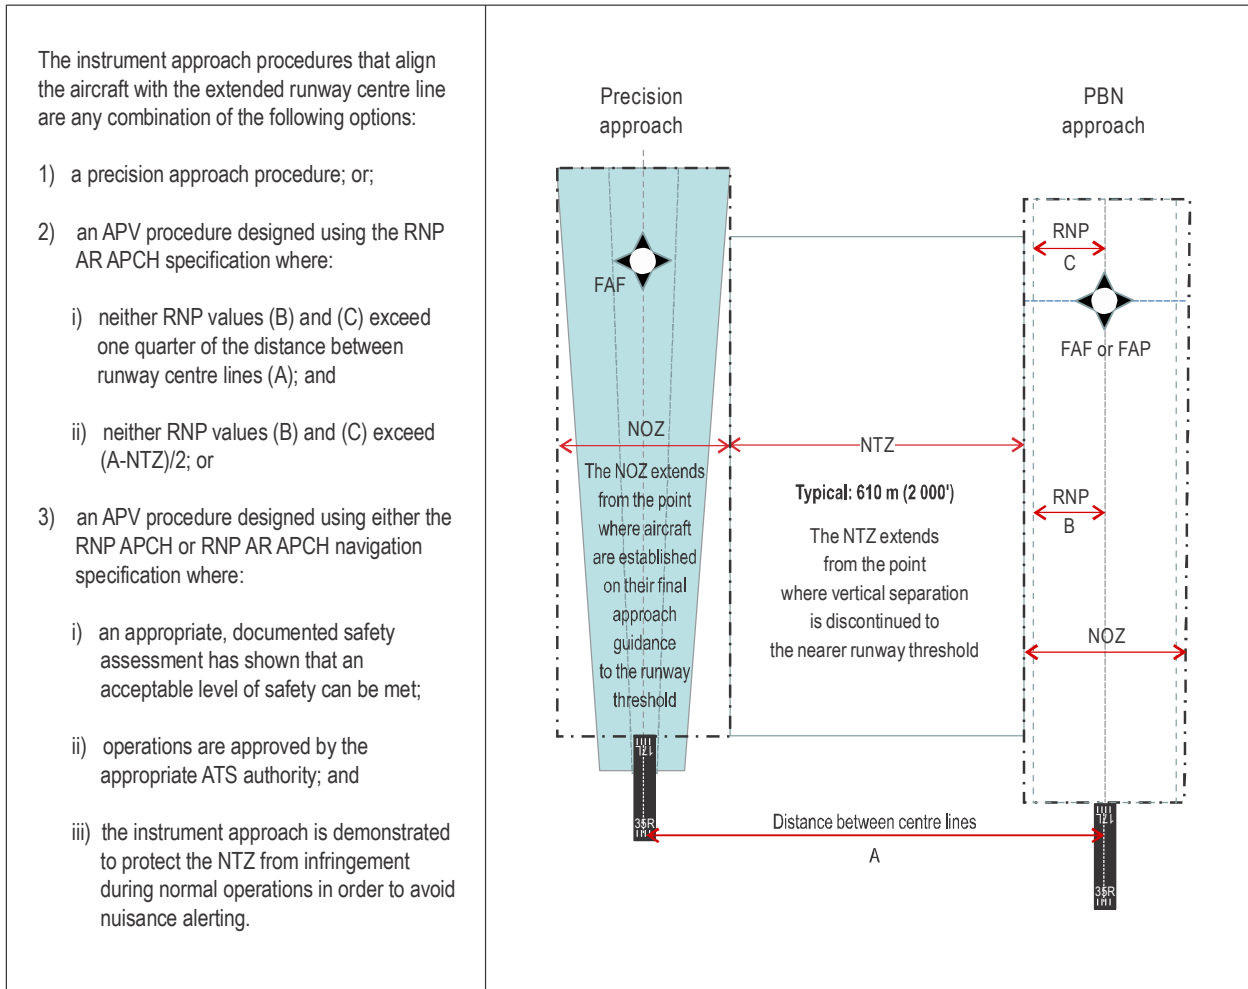 The instrument approach procedures that align
the aircraft with the extended runway centre line
are any combination of the following options:
1) a precision approach procedure; or;
2) an APV procedure designed using the RNP
AR APCH specification where:
i) neither RNP values (B) and (C) exceed
one quarter of the distance between
runway centre lines (A); and
ii) neither RNP values (B) and (C) exceed
(A-NTZ)/2; or
3) an APV procedure designed using either the
RNP APCH or RNP AR APCH navigation
specification where:
i) an appropriate, documented safety
assessment has shown that an
acceptable level of safety can be met;
ii) operations are approved by the
appropriate ATS authority; and
iii) the instrument approach is demonstrated
to protect the NTZ from infringement
during normal operations in order to avoid
nuisance alerting.
Precision
approach
FAF
NOZ
The NOZ extends
from the point
where aircraft
are established
on their final
approach
guidance
to the runway
threshold
17L
35R
NTZ
Typical: 610 m (2 000')
The NTZ extends
from the point
where vertical separation
is discontinued to
the nearer runway threshold
PBN
approach
RNP
C
FAF or FAP
RNP
B
NOZ
17L
35R
Distance between centre lines
A